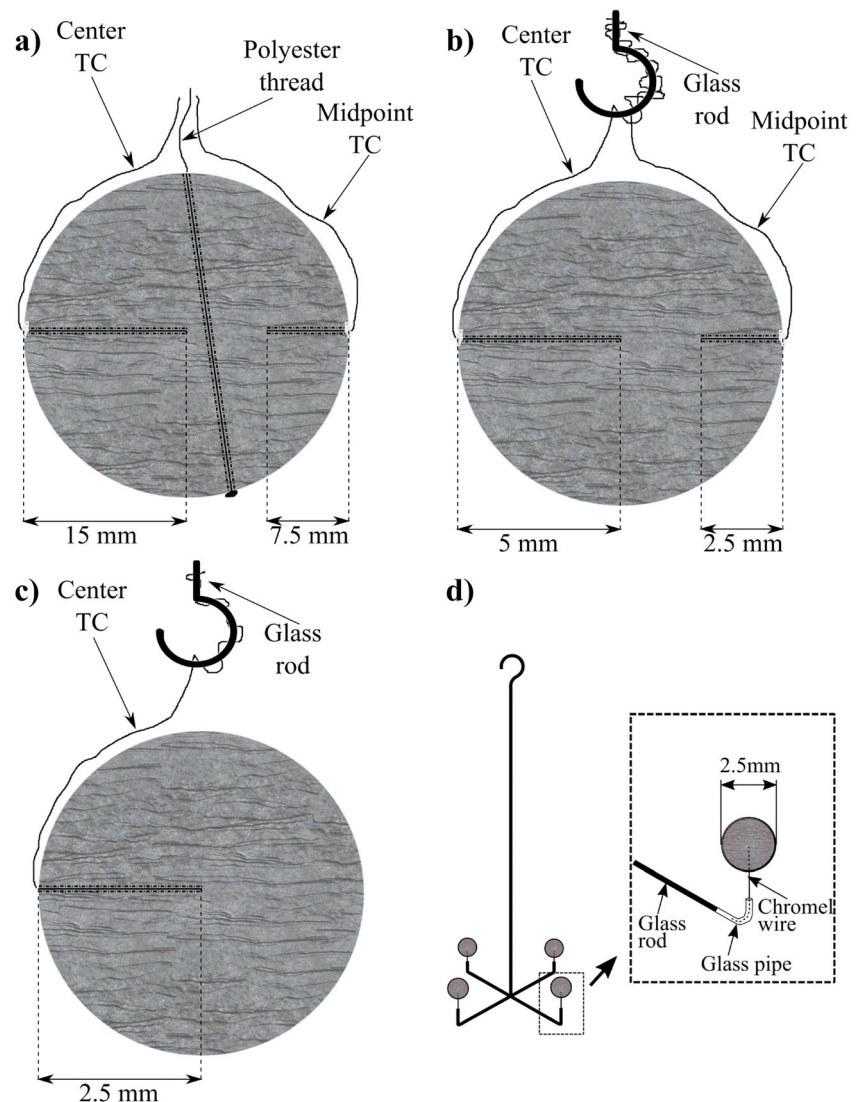 a)
Center
TC
Polyester
thread
Midpoint
TC
15 mm
7.5 mm
b)
Center
TC
Glass
rod
Midpoint
TC
5 mm
2.5 mm
c)
Center
TC
Glass
rod
2.5 mm
d)
2.5mm
Glass
rod
Chromel
wire
Glass pipe